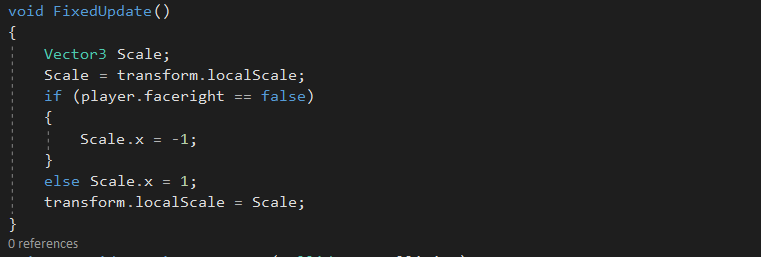 void FixedUpdate()
{
Vector3 Scale;
Scale = transform.localScale;
if (player.faceright == false)
{
Scale.x = -1;
}
else Scale.x = 1;
transform.localScale = Scale;
}
0 references